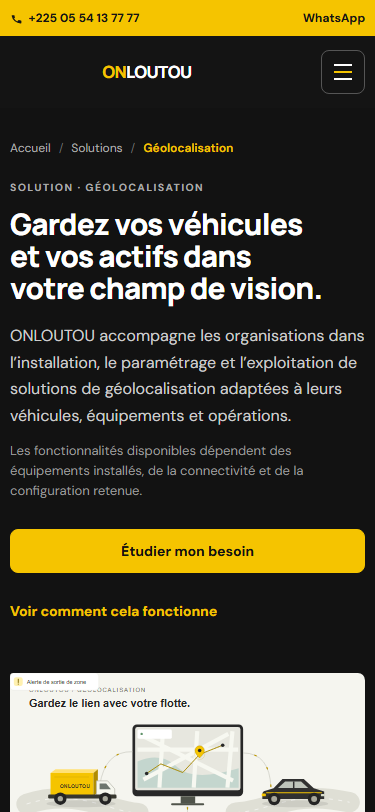 +225 05 54 13 77 77
WhatsApp
ONLOUTOU
Accueil / Solutions / Géolocalisation
SOLUTION · GÉOLOCALISATION
Gardez vos véhicules
et vos actifs dans
votre champ de vision.
ONLOUTOU accompagne les organisations dans
l’installation, le paramétrage et l’exploitation de
solutions de géolocalisation adaptées à leurs
véhicules, équipements et opérations.
Les fonctionnalités disponibles dépendent des
équipements installés, de la connectivité et de la
configuration retenue.
Étudier mon besoin
Voir comment cela fonctionne
! Alerte de sortie de zone
Gardez le lien avec votre flotte.
ONLOUTOU